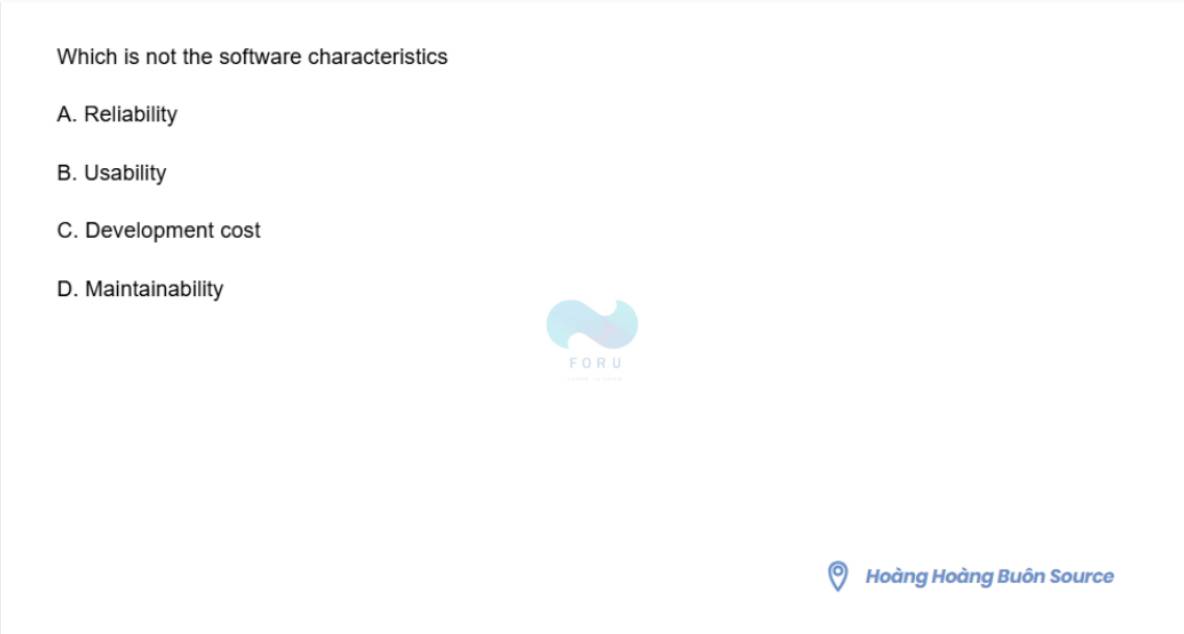 Which is not the software characteristics
A. Reliability
B. Usability
C. Development cost
D. Maintainability
FORU
Hoàng Hoàng Buôn Source